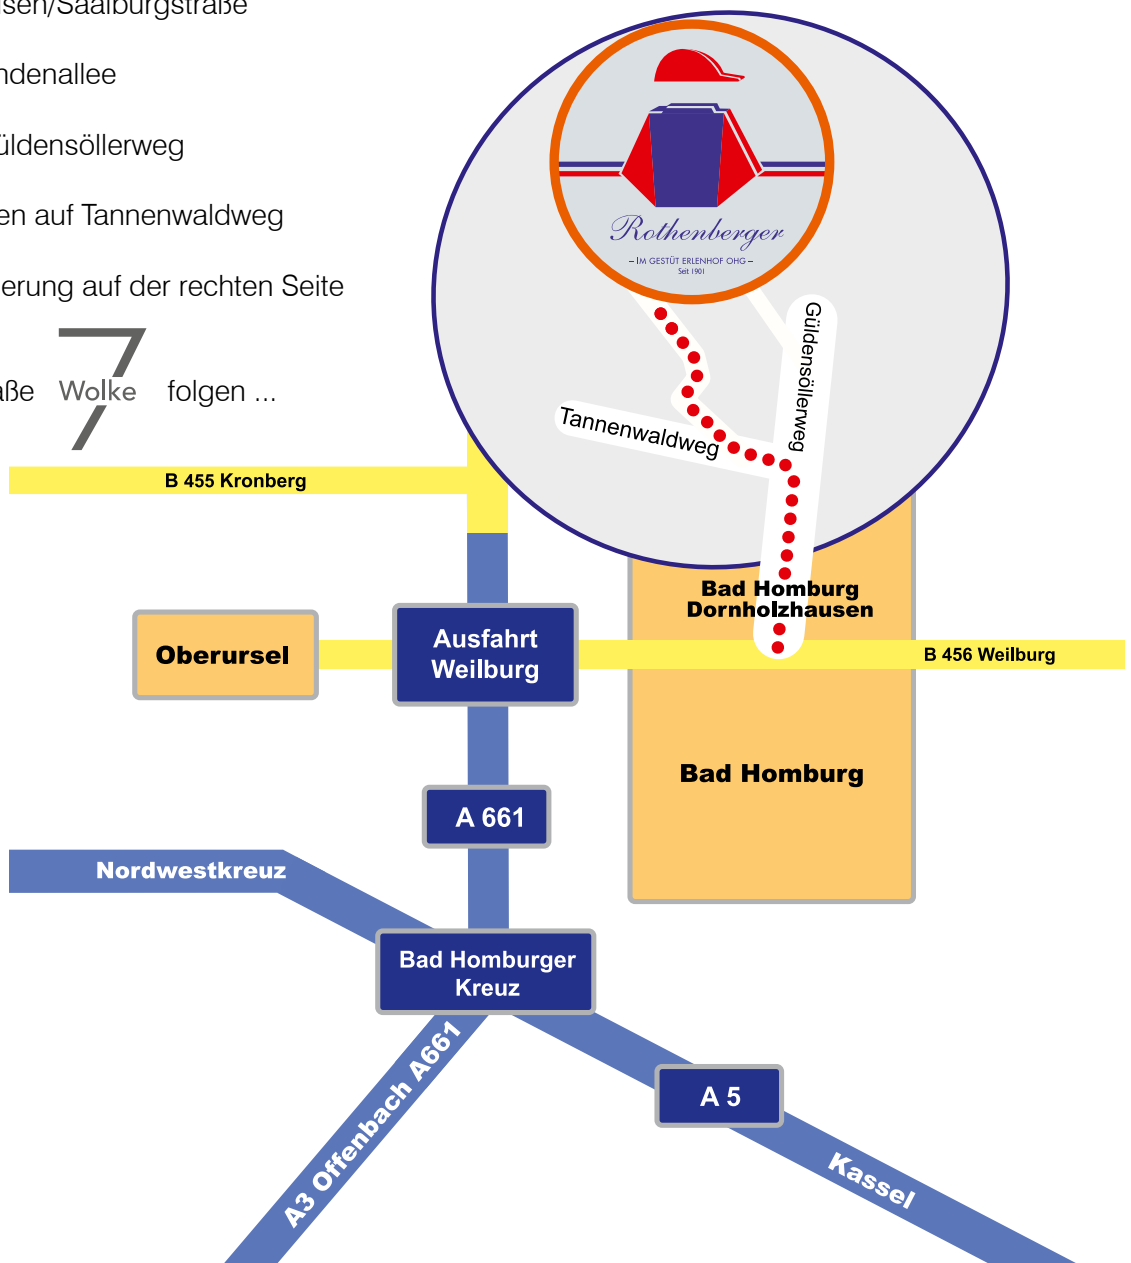 sen/Saalburgstraße
ndenallee
üldensöllerweg
en auf Tannenwaldweg
erung auf der rechten Seite
aße Wolke 7 folgen ...
Rothenberger
– IM GESTÜT ERLENHOF OHG –
Seit 1901
Güldensöllerweg
Tannenwaldweg
B 455 Kronberg
Bad Homburg
Dornholzhausen
Oberursel
Ausfahrt
Weilburg
B 456 Weilburg
Bad Homburg
A 661
Nordwestkreuz
Bad Homburger
Kreuz
A3 Offenbach A661
A 5
Kassel